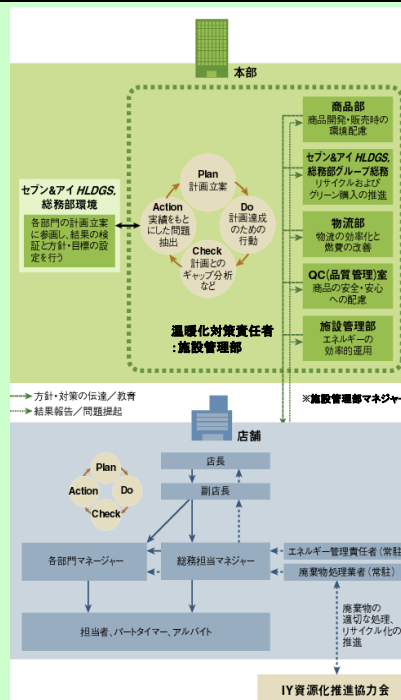 本部
商品部
商品開発・販売時の
環境配慮
セブン&アイ HLDGS.
総務部グループ総務
リサイクルおよび
グリーン購入の推進
物流部
物流の効率化と
燃費の改善
QC(品質管理)室
商品の安全・安心
への配慮
施設管理部
エネルギーの
効率的運用
Plan
計画立案
Do
計画達成
のための
行動
Check
計画との
ギャップ分析
など
Action
実績をもと
にした問題
抽出
セブン&アイ HLDGS.
総務部環境
各部門の計画立案
に参画し、結果の検
証と方針・目標の設
定を行う
温暖化対策責任者
:施設管理部
方針・対策の伝達/教育
結果報告/問題提起
※施設管理部マネジャー
店舗
店長
副店長
Plan
Do
Check
Action
各部門マネージャー
総務担当マネジャー
エネルギー管理責任者(常駐
廃棄物処理業者(常駐)
担当者、パートタイマー、アルバイト
廃棄物の
適切な処理、
リサイクル化の
推進
IY資源化推進協力会